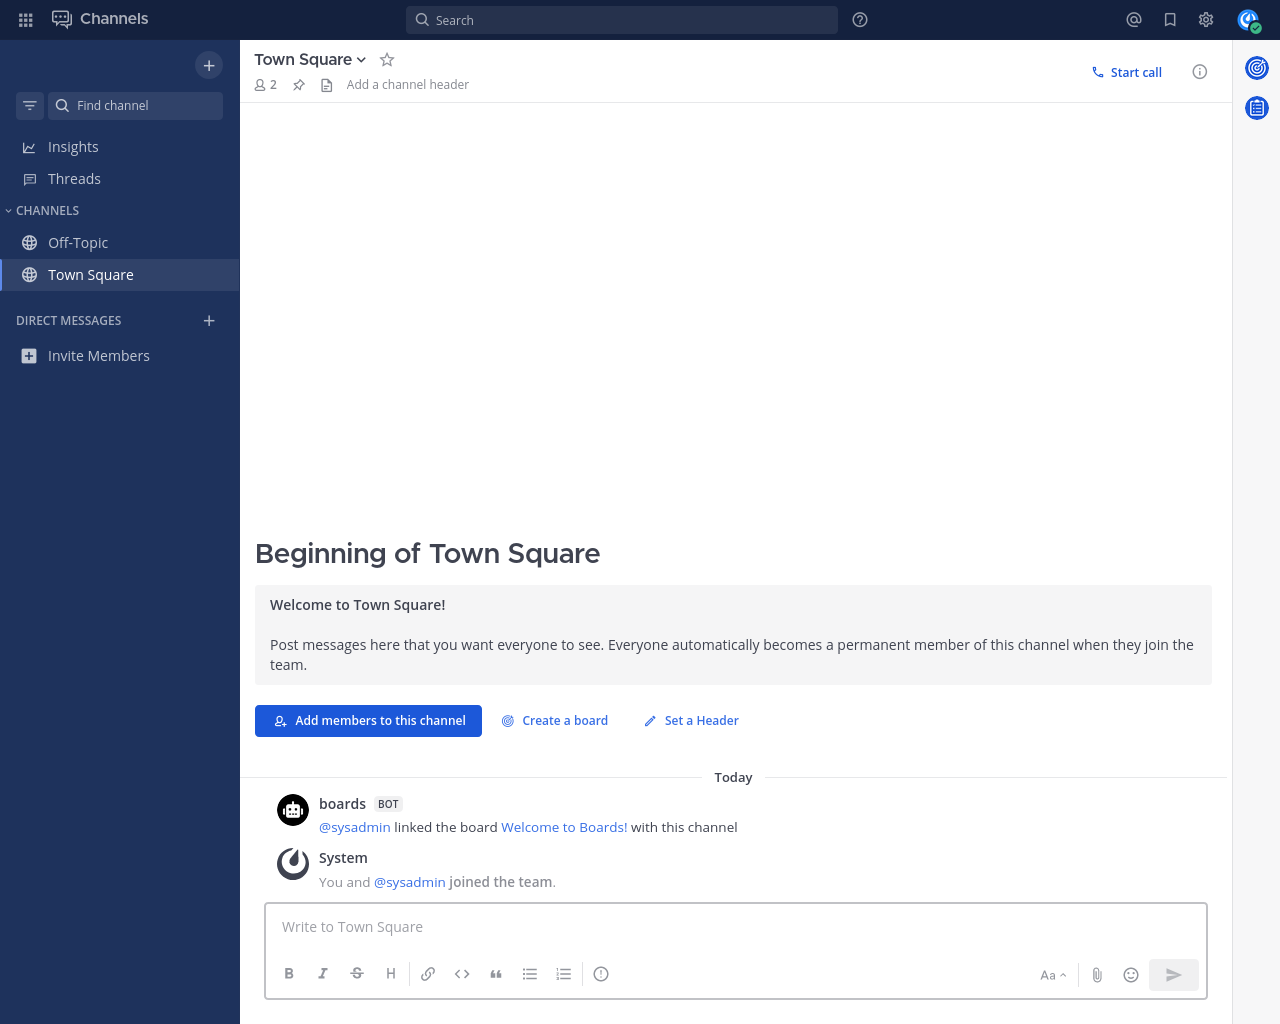 Channels
Search
Find channel
Insights
Threads
CHANNELS
Off-Topic
Town Square
DIRECT MESSAGES
Invite Members
Town Square
2
Add a channel header
Start call
Beginning of Town Square
Welcome to Town Square!
Post messages here that you want everyone to see. Everyone automatically becomes a permanent member of this channel when they join the
team.
Add members to this channel
Create a board
Set a Header
Today
boards BOT
@sysadmin linked the board Welcome to Boards! with this channel
System
You and @sysadmin joined the team.
Write to Town Square
B I S H
Aa